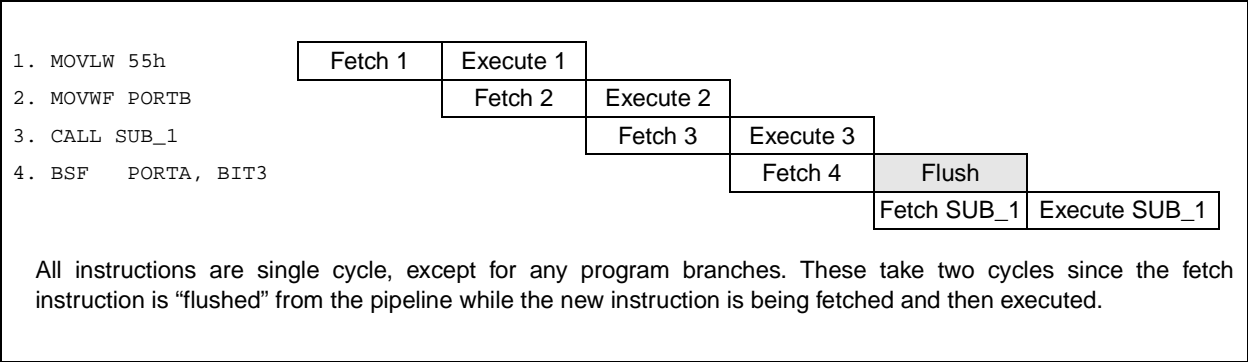 1. MOVLW 55h Fetch 1 Execute 1
2. MOVWF PORTB Fetch 2 Execute 2
3. CALL SUB_1 Fetch 3 Execute 3
4. BSF PORTA, BIT3 Fetch 4 Flush
Fetch SUB_1 Execute SUB_1
All instructions are single cycle, except for any program branches. These take two cycles since the fetch
instruction is “flushed” from the pipeline while the new instruction is being fetched and then executed.